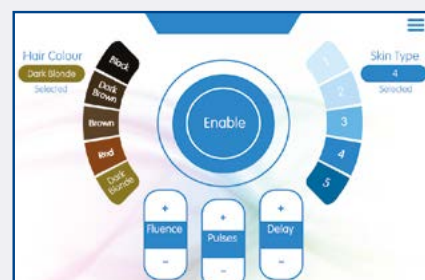 Hair Colour
Dark Blonde
Selected
Black
Dark
Brown
Brown
Red
Dark
Blonde
Enable
1
2
3
4
5
Skin Type
4
Selected
+
Fluence
-
+
Pulses
-
+
Delay
-